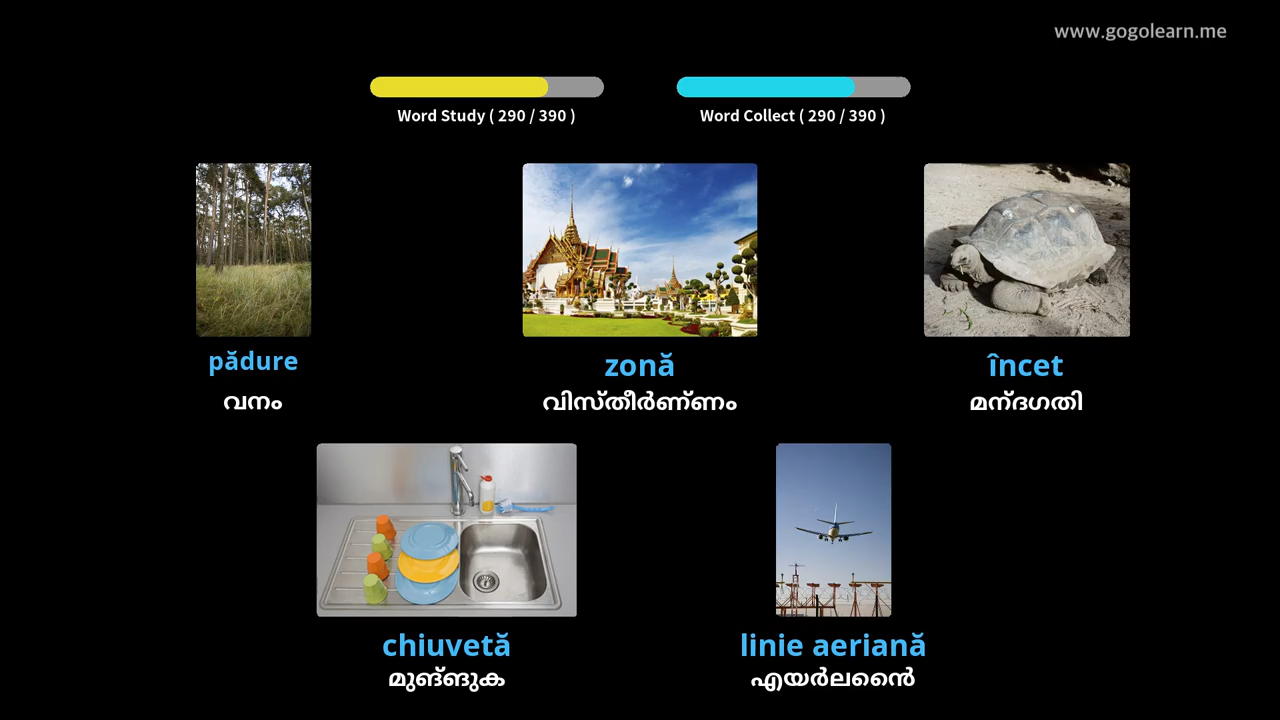 www.gogolearn.me
Word Study ( 290 / 390 )
Word Collect ( 290 / 390 )
pădure
വനം
zonă
വിസ്തീർണ്ണം
încet
മന്ദഗതി
chiuvetă
മുങ്ങുക
linie aeriană
എയർലൈൻ